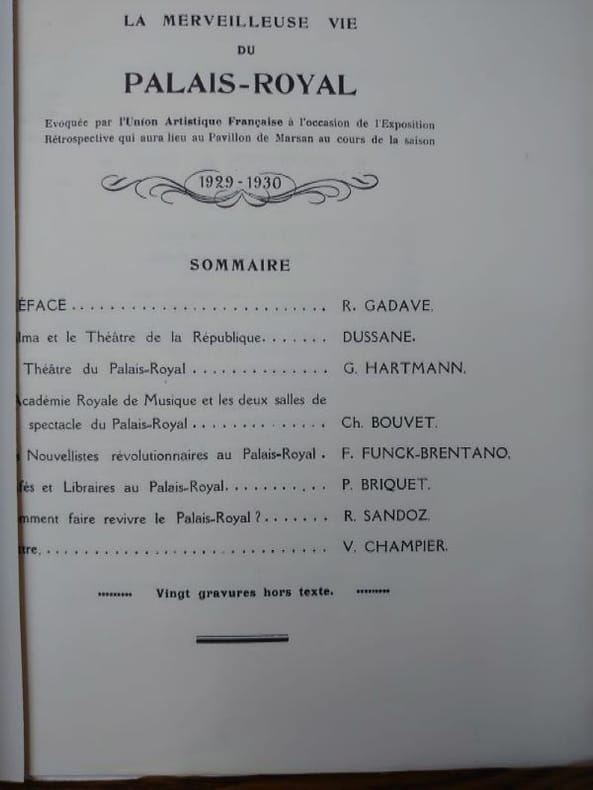 LA MERVEILLEUSE VIE
DU
PALAIS-ROYAL
Evoquée par l'Union Artistique Française à l'occasion de l'Exposition
Rétrospective qui aura lieu au Pavillon de Marsan au cours de la saison
1929-1930
SOMMAIRE
ÉFACE .......................... R. GADAVE.
lma et le Théâtre de la République....... DUSSANE.
Théâtre du Palais-Royal .............. G. HARTMANN.
cadémie Royale de Musique et les deux salles de
spectacle du Palais-Royal .............. Ch. BOUVET.
Nouvellistes révolutionnaires au Palais-Royal . F. FUNCK-BRENTANO.
fés et Libraires au Palais-Royal........... P. BRIQUET.
mment faire revivre le Palais-Royal ?....... R. SANDOZ.
tre............................. V. CHAMPIER.
Vingt gravures hors texte.